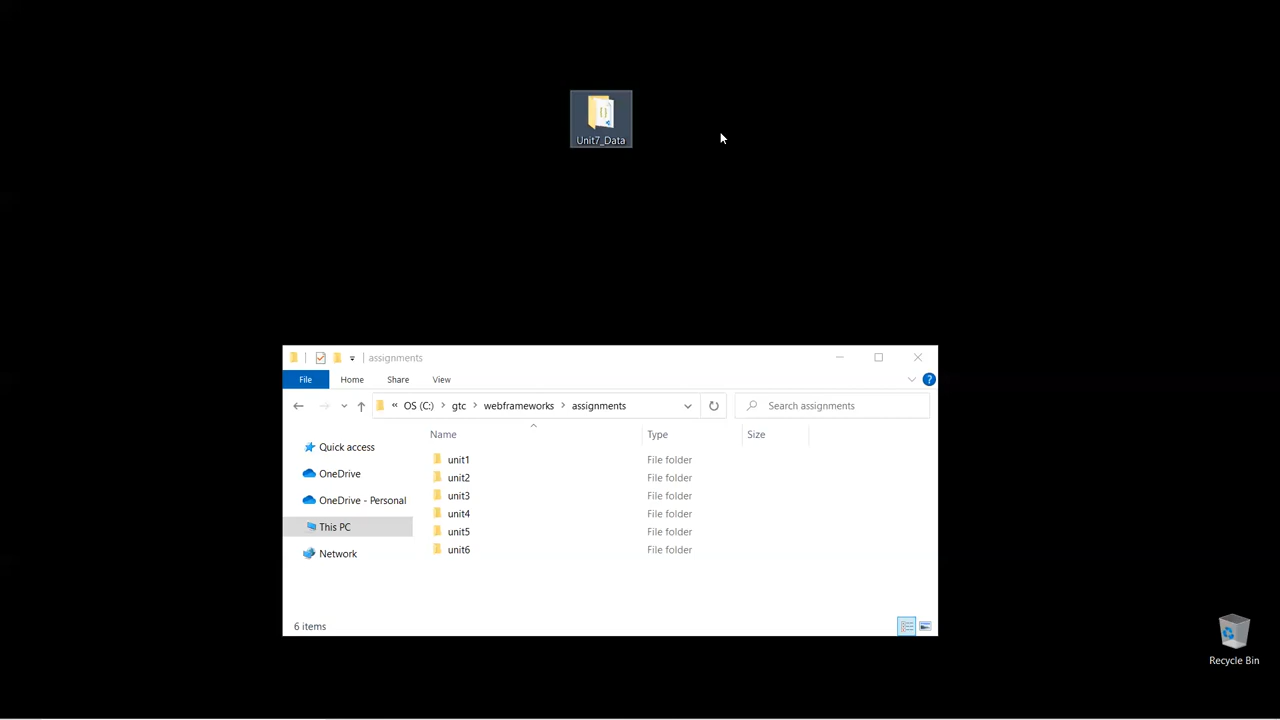 Unit7_Data
assignments
File Home Share View
« OS (C:) > gtc > webframeworks > assignments Search assignments
Name Type Size
Quick access
OneDrive
OneDrive - Personal
This PC
Network
unit1 File folder
unit2 File folder
unit3 File folder
unit4 File folder
unit5 File folder
unit6 File folder
6 items
Recycle Bin